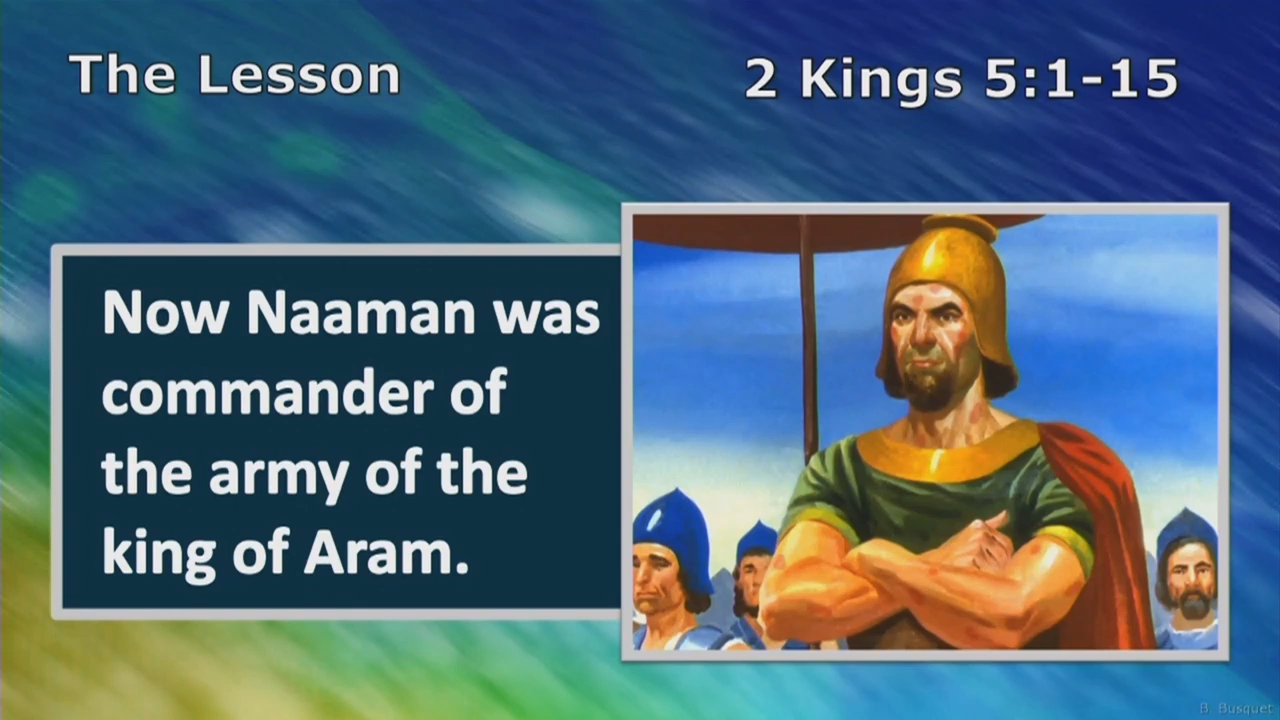 The Lesson
2 Kings 5:1-15
Now Naaman was
commander of
the army of the
king of Aram.
B. Busquet